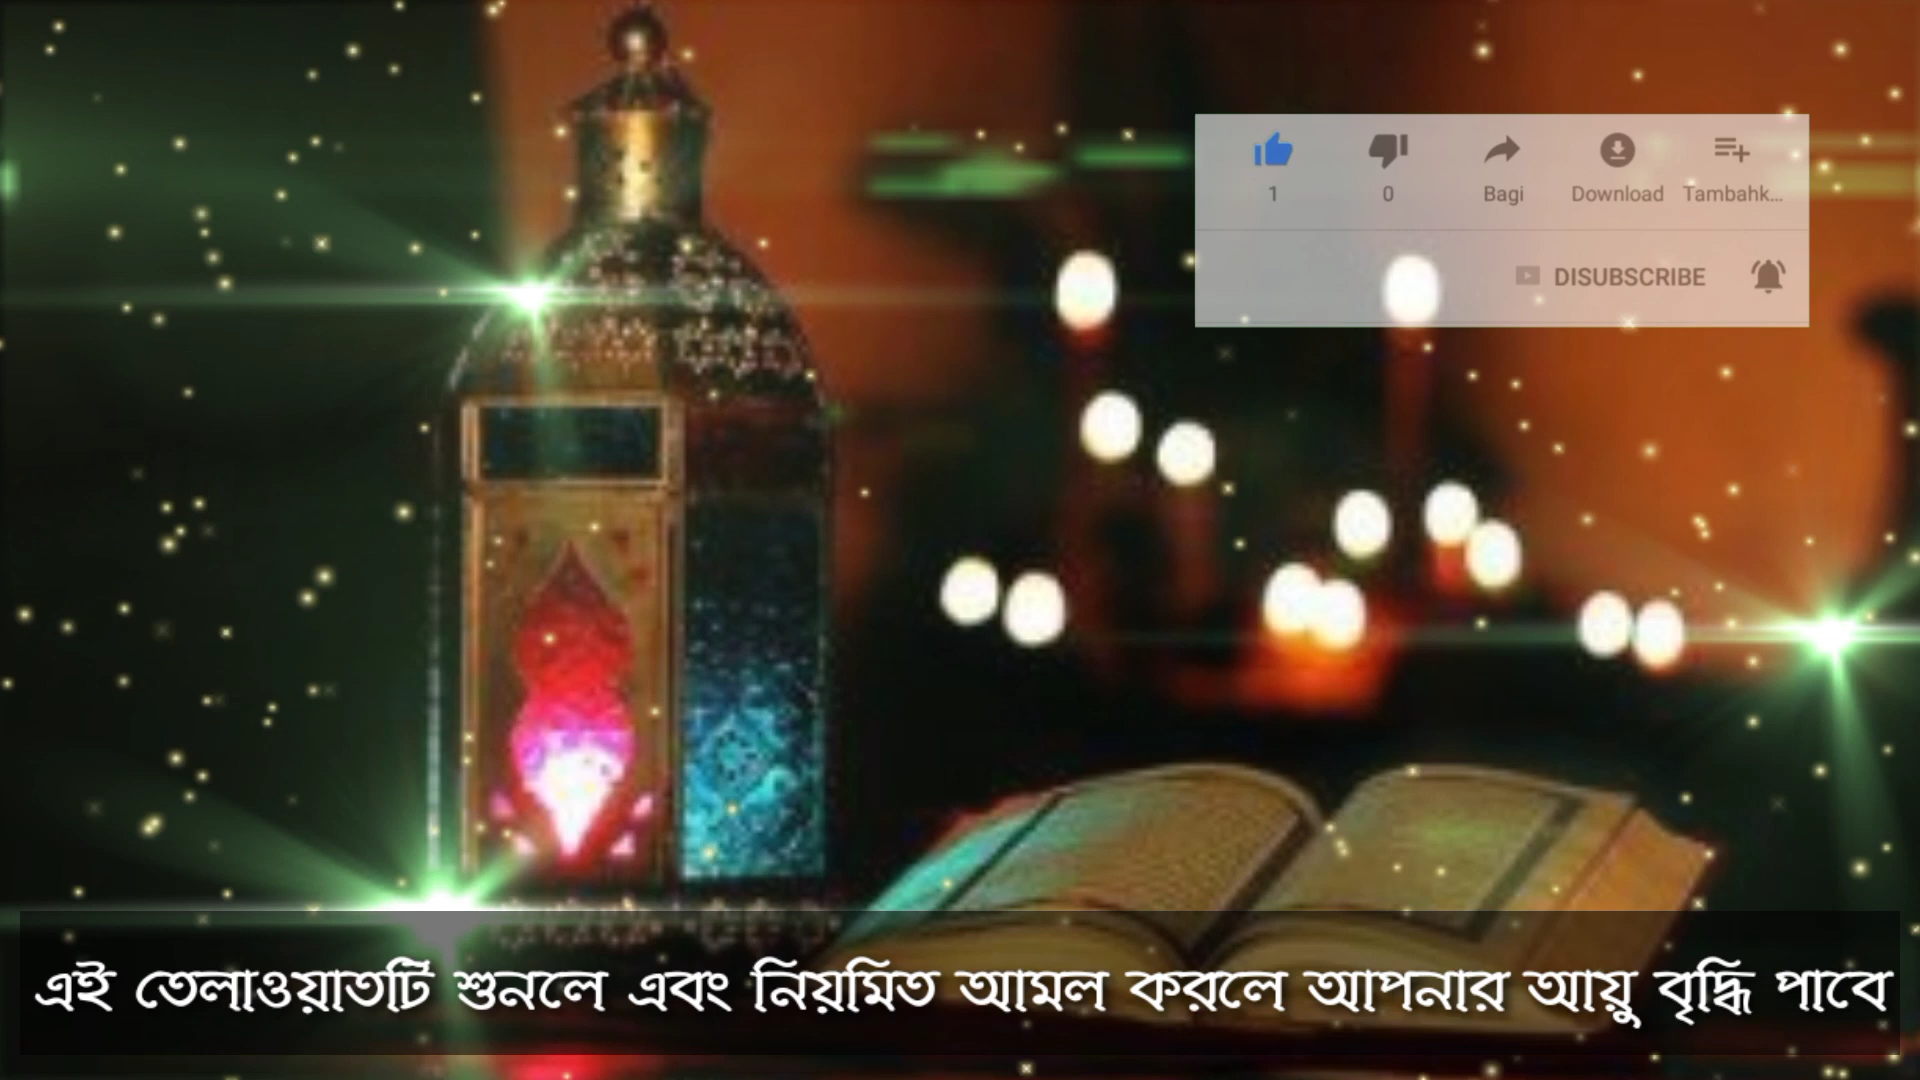 1 0 Bagi Download Tambahk...
DISUBSCRIBE
এই তেলাওয়াতটি শুনলে এবং নিয়মিত আমল করলে আপনার আয়ু বৃদ্ধি পাবে